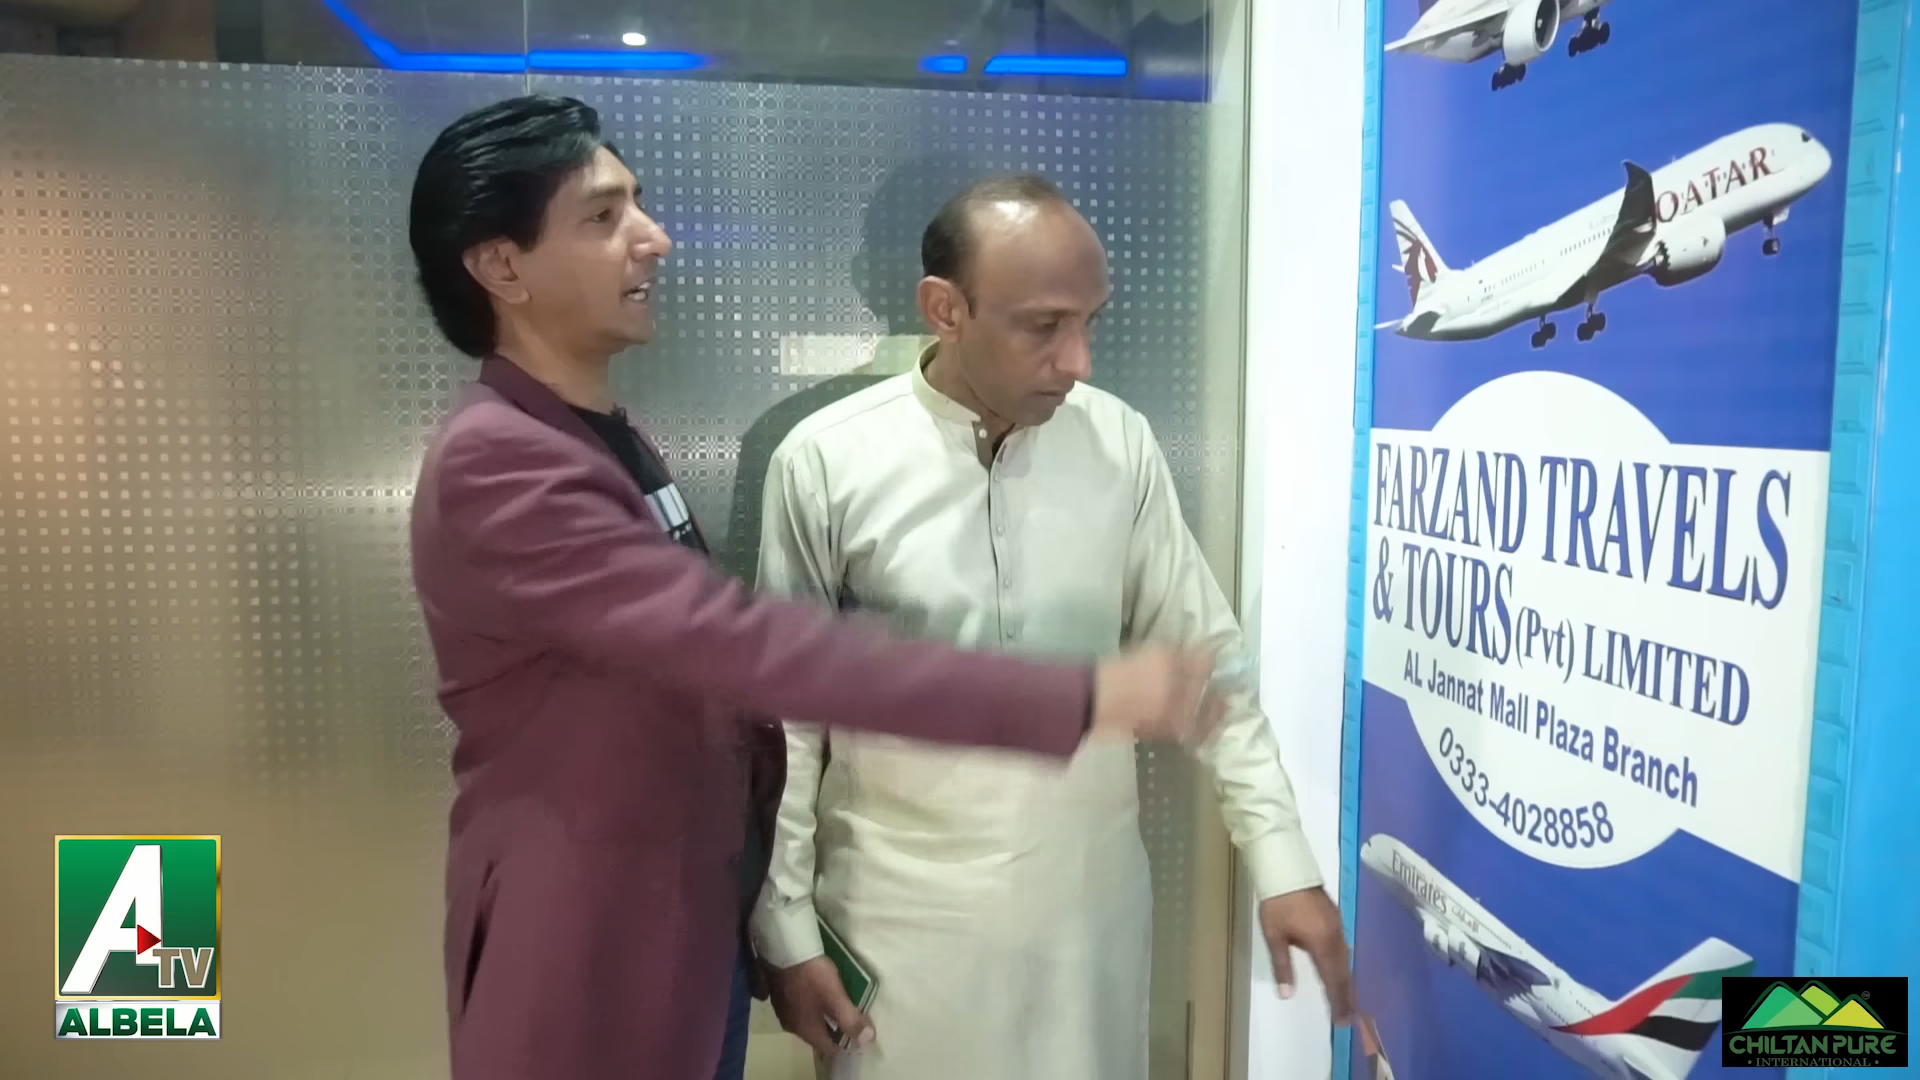 QATAR
FARZAND TRAVELS
& TOURS (Pvt) LIMITED
AL Jannat Mall Plaza Branch
0333-4028858
Emirates
A
TV
ALBELA
CHILTAN PURE
• INTERNATIONAL •